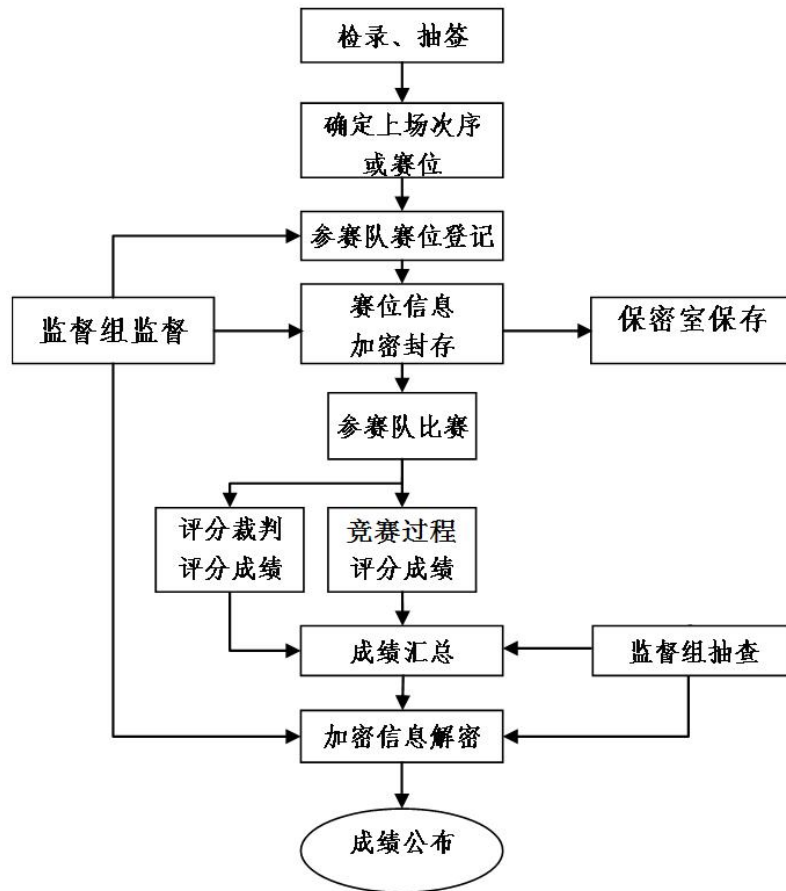 检录、抽签
确定上场次序
或赛位
参赛队赛位登记
监督组监督
赛位信息
加密封存
保密室保存
参赛队比赛
评分裁判
评分成绩
竞赛过程
评分成绩
成绩汇总
监督组抽查
加密信息解密
成绩公布